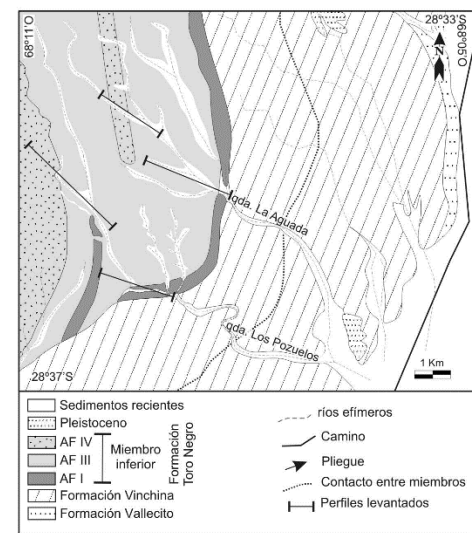 68°11'O
28°33'S
68°05'O
N
qda. La Aguada
qda. Los Pozuelos
28°37'S
1 Km
Sedimentos recientes
Pleistoceno
AF IV
AF III
AF I
Miembro
inferior
Formación
Toro Negro
Formación Vinchina
Formación Vallecito
ríos efímeros
Camino
Pliegue
Contacto entre miembros
Perfiles levantados